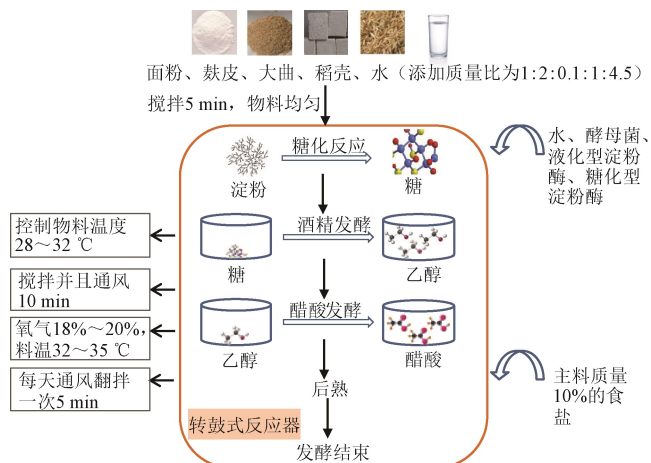 面粉、麸皮、大曲、稻壳、水（添加质量比为1:2:0.1:1:4.5）
搅拌5 min，物料均匀
糖化反应
淀粉
糖
水、酵母菌、
液化型淀粉
酶、糖化型
淀粉酶
控制物料温度
28～32 ℃
酒精发酵
糖
乙醇
搅拌并且通风
10 min
氧气18%～20%，
料温32～35 ℃
醋酸发酵
乙醇
醋酸
每天通风翻拌
一次5 min
后熟
主料质量
10%的食
盐
转鼓式反应器
发酵结束